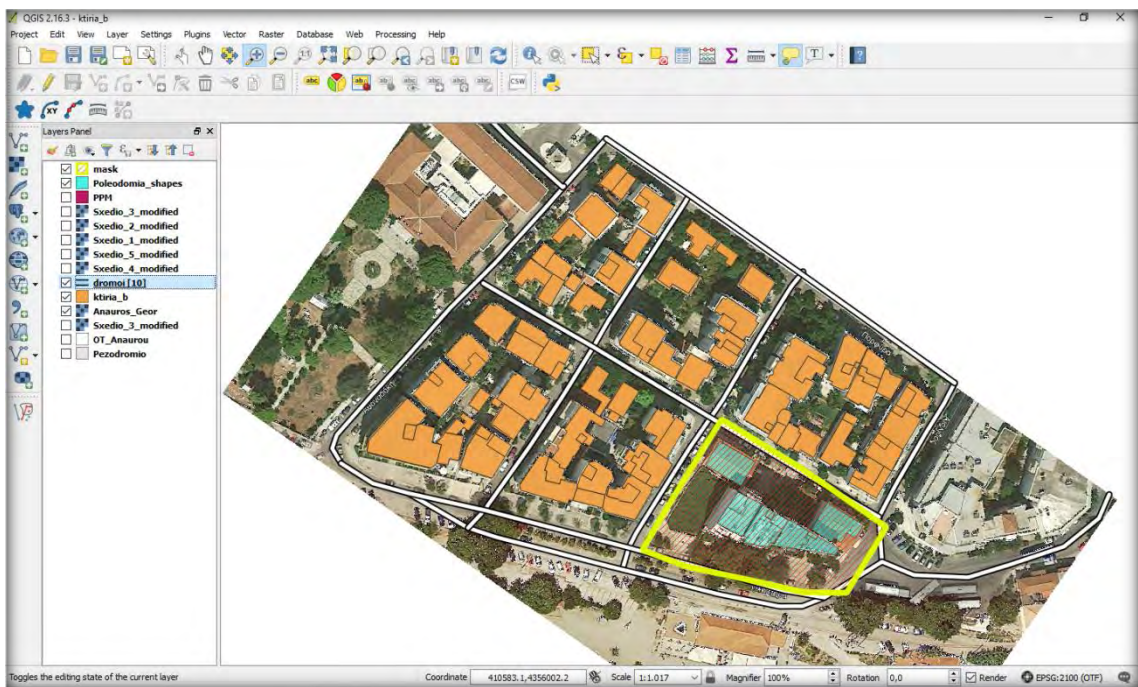 QGIS 2.16.3 - ktiria_b
Project Edit View Layer Settings Plugins Vector Raster Database Web Processing Help
Layers Panel
mask
Poleodomia_shapes
PPM
Sxedio_3_modified
Sxedio_2_modified
Sxedio_1_modified
Sxedio_5_modified
Sxedio_4_modified
dromoi [10]
ktiria_b
Anauros_Geor
Sxedio_3_modified
OT_Anaurou
Pezodromio
Toggles the editing state of the current layer Coordinate 410583.1,4356002.2 Scale 1:1.017 Magnifier 100% Rotation 0,0 Render EPSG:2100 (OTF)